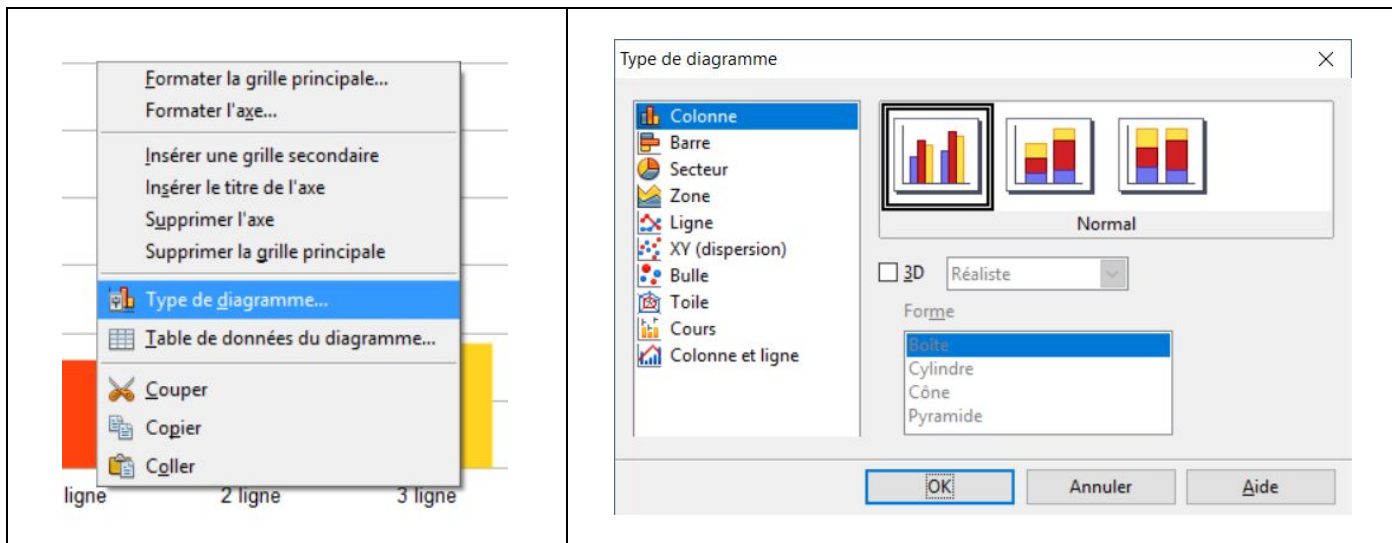 Formater la grille principale...
Formater l'axe...
Insérer une grille secondaire
Insérer le titre de l'axe
Supprimer l'axe
Supprimer la grille principale
Type de diagramme...
Table de données du diagramme...
Couper
Copier
Coller
ligne 2 ligne 3 ligne
Type de diagramme
Colonne
Barre
Secteur
Zone
Ligne
XY (dispersion)
Bulle
Toile
Cours
Colonne et ligne
Normal
3D Réaliste
Forme
Boîte
Cylindre
Cône
Pyramide
OK Annuler Aide